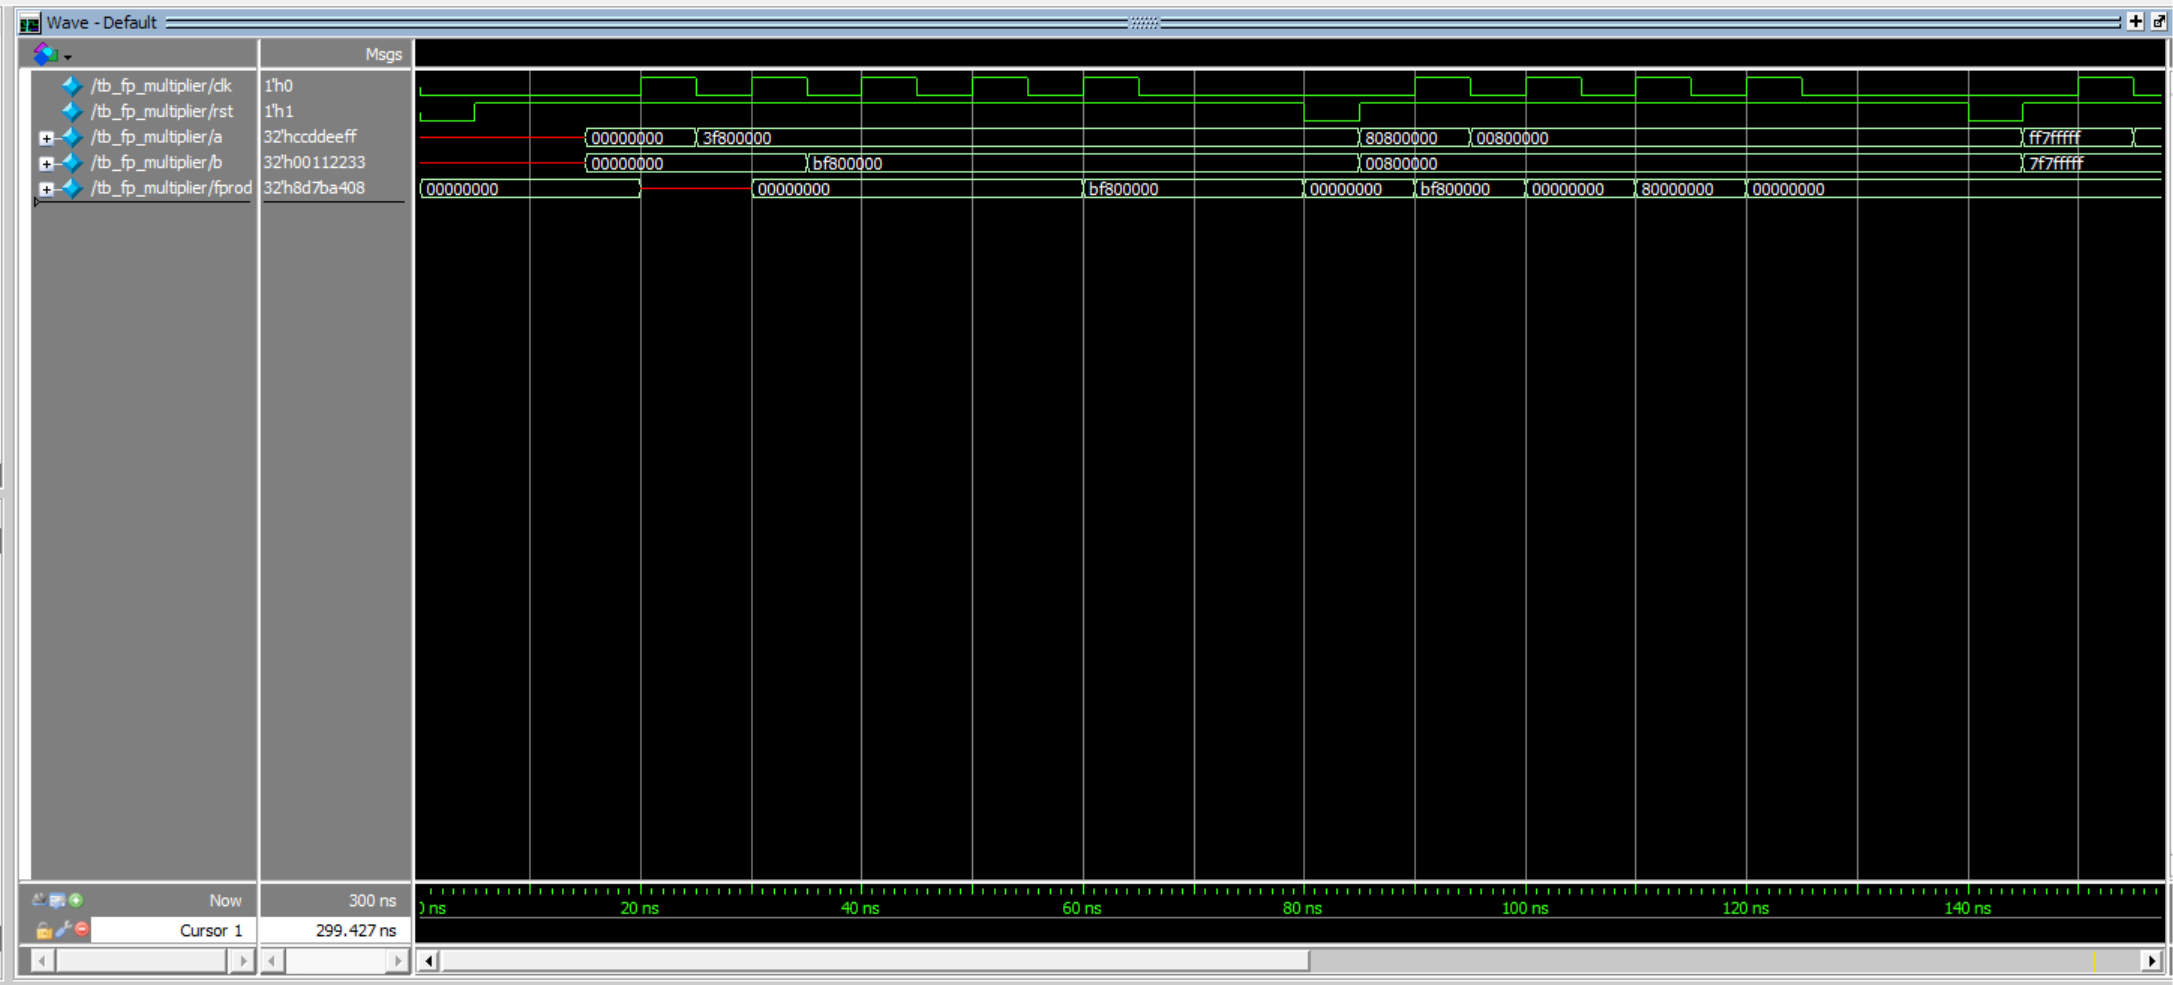 Wave - Default
Msgs
/tb_fp_multiplier/clk 1'h0
/tb_fp_multiplier/rst 1'h1
/tb_fp_multiplier/a 32'hccddeeff 00000000 3f800000 80800000 00800000 ff7fffff
/tb_fp_multiplier/b 32'h00112233 00000000 bf800000 00800000 7f7fffff
/tb_fp_multiplier/fprod 32'h8d7ba408 00000000 00000000 bf800000 00000000 bf800000 00000000 80000000 00000000
Now 300 ns 0 ns 20 ns 40 ns 60 ns 80 ns 100 ns 120 ns 140 ns
Cursor 1 299.427 ns